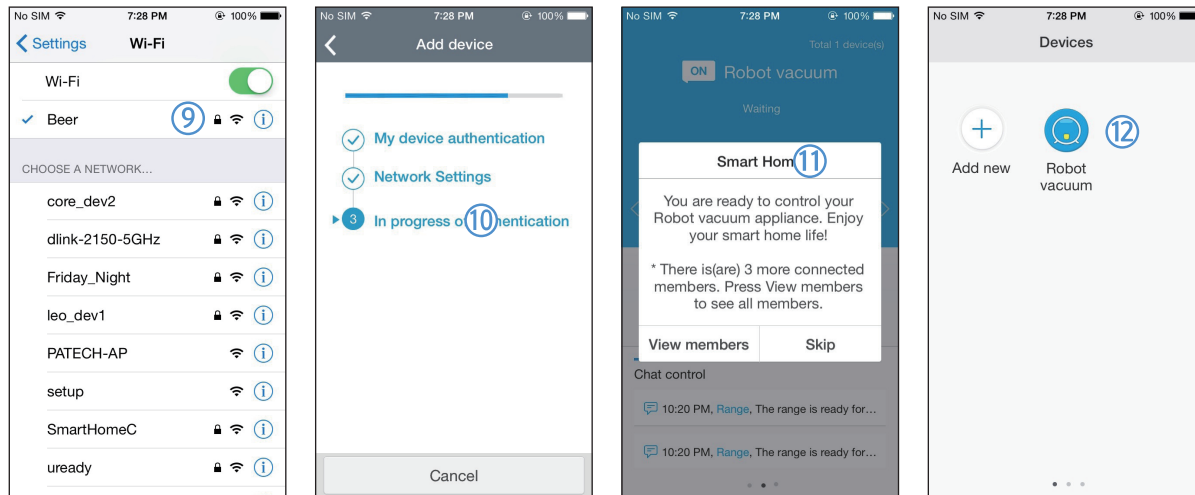 No SIM 7:28 PM 100%
Settings Wi-Fi
Wi-Fi
Beer ⑨
CHOOSE A NETWORK...
core_dev2
dlink-2150-5GHz
Friday_Night
leo_dev1
PATECH-AP
setup
SmartHomeC
uready
No SIM 7:28 PM 100%
Add device
My device authentication
Network Settings
3 In progress o ⑩ hentication
Cancel
No SIM 7:28 PM 100%
Total 1 device(s)
ON Robot vacuum
Waiting
Smart Hom ⑪
You are ready to control your
Robot vacuum appliance. Enjoy
your smart home life!
* There is(are) 3 more connected
members. Press View members
to see all members.
View members Skip
Chat control
10:20 PM, Range, The range is ready for...
10:20 PM, Range, The range is ready for...
No SIM 7:28 PM 100%
Devices
⑫
Add new Robot
vacuum